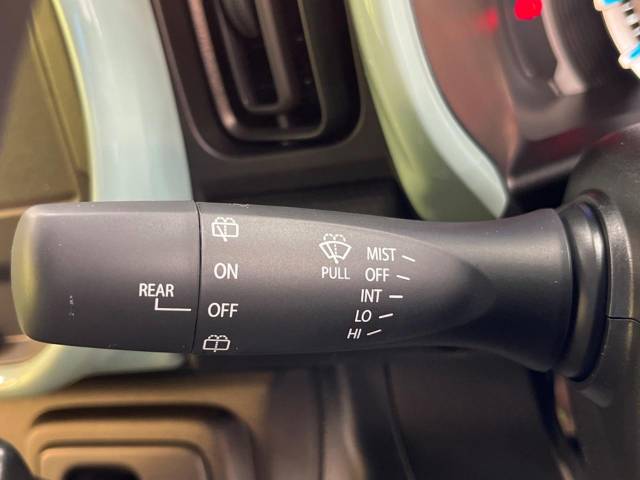 REAR
ON
OFF
PULL
MIST
OFF
INT
LO
HI